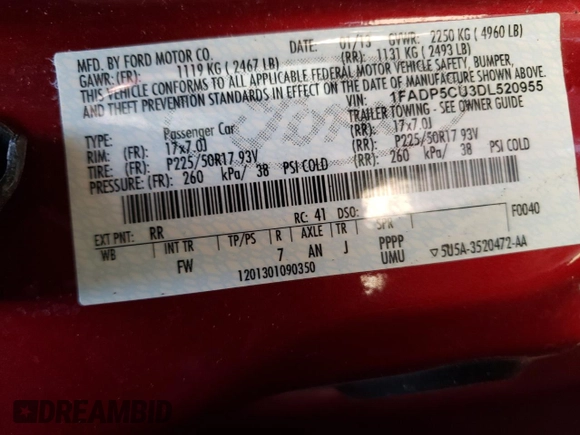 MFD. BY FORD MOTOR CO.
DATE: 01/13 GVWR: 2250 KG ( 4960 LB)
GAWR: (FR): 1119 KG ( 2467 LB) (RR): 1131 KG ( 2493 LB)
THIS VEHICLE CONFORMS TO ALL APPLICABLE FEDERAL MOTOR VEHICLE SAFETY, BUMPER,
AND THEFT PREVENTION STANDARDS IN EFFECT ON THE DATE OF MANUFACTURE SHOWN ABOVE.
VIN: 1FADP5CU3DL520955
TYPE: Passenger Car TRAILER TOWING - SEE OWNER GUIDE
RIM: (FR): 17x7.0J (RR): 17x7.0J
TIRE: (FR): P225/50R17 93V (RR): P225/50R17 93V
PRESSURE: (FR): 260 kPa/ 38 PSI COLD (RR): 260 kPa/ 38 PSI COLD
EXT PNT: RR RC: 41 DSO: F0040
WB INT TR TP/PS R AXLE TR SPR
FW 7 AN J PPPP
UMU
1201301090350
5U5A-3520472-AA
DREAMBID